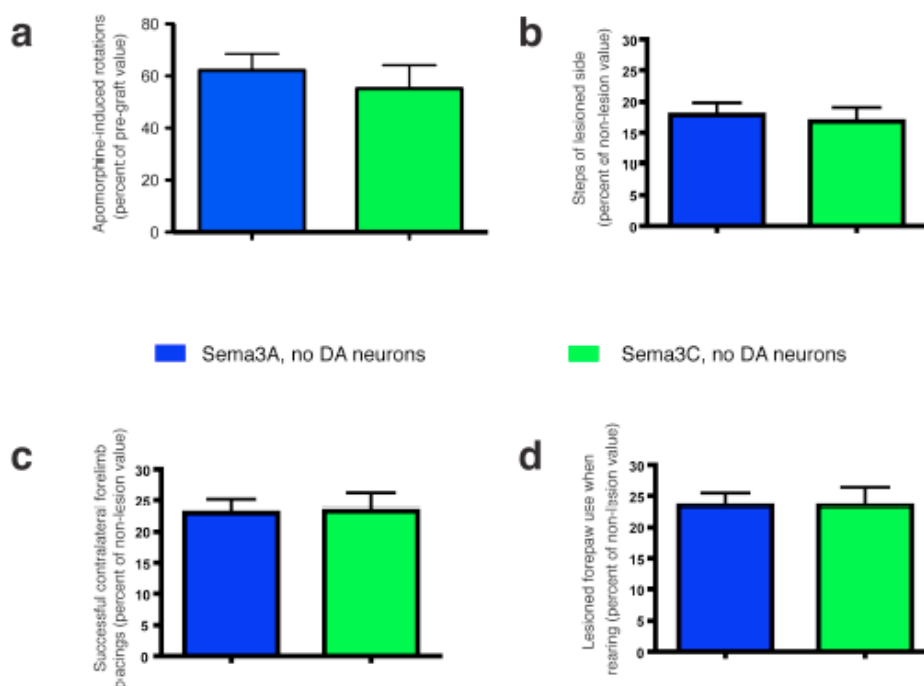 a
Apomorphine-induced rotations
(percent of pre-graft value)
80
60
40
20
0
b
Steps of lesioned side
(percent of non-lesion value)
30
25
20
15
10
5
0
Sema3A, no DA neurons
Sema3C, no DA neurons
c
Successful contralateral forelimb
(percent of non-lesion value)
30
25
20
15
10
5
0
d
Lesioned forepaw use when
rearing (percent of non-lesion value)
30
25
20
15
10
5
0